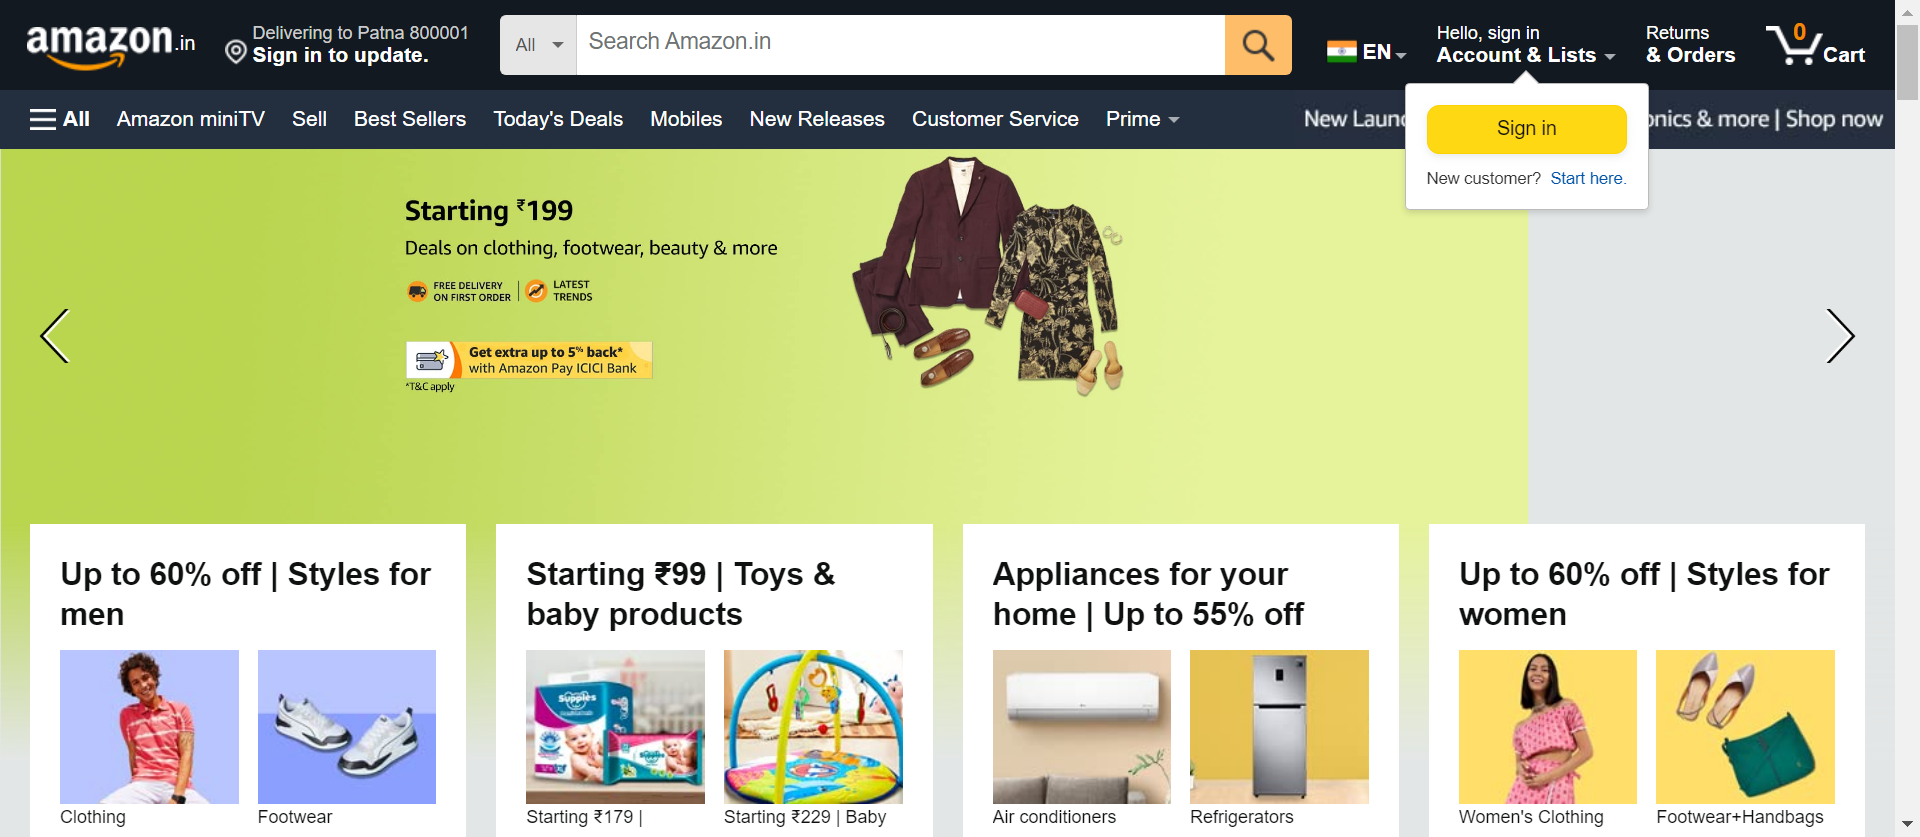 amazon.in
Delivering to Patna 800001
Sign in to update.
All
Search Amazon.in
EN
Hello, sign in
Account & Lists
Returns
& Orders
0
Cart
All
Amazon miniTV
Sell
Best Sellers
Today's Deals
Mobiles
New Releases
Customer Service
Prime
New Laun
onics & more | Shop now
Sign in
New customer? Start here.
Starting ₹199
Deals on clothing, footwear, beauty & more
FREE DELIVERY
ON FIRST ORDER
LATEST
TRENDS
Get extra up to 5% back*
with Amazon Pay ICICI Bank
*T&C apply
Up to 60% off | Styles for
men
Clothing
Footwear
Starting ₹99 | Toys &
baby products
Supples
Supples
Starting ₹179 |
Starting ₹229 | Baby
Appliances for your
home | Up to 55% off
Air conditioners
Refrigerators
Up to 60% off | Styles for
women
Women's Clothing
Footwear+Handbags